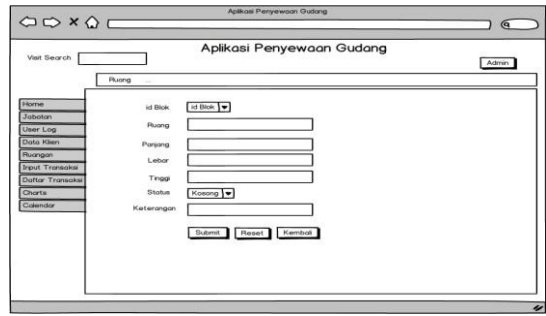 Aplikasi Penyewaan Gudang
Aplikasi Penyewaan Gudang
Visit Search
Admin
Ruang ...
Home
Jabatan
User Log
Data Klien
Ruangan
Input Transaksi
Daftar Transaksi
Charts
Calendar
id Blok id Blok
Ruang
Panjang
Lebar
Tinggi
Status Kosong
Keterangan
Submit Reset Kembali